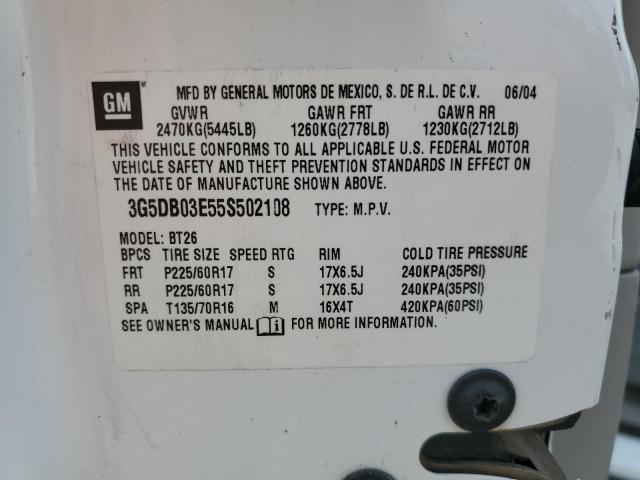 GM
MFD BY GENERAL MOTORS DE MEXICO, S. DE R.L. DE C.V. 06/04
GVWR GAWR FRT GAWR RR
2470KG(5445LB) 1260KG(2778LB) 1230KG(2712LB)
THIS VEHICLE CONFORMS TO ALL APPLICABLE U.S. FEDERAL MOTOR
VEHICLE SAFETY AND THEFT PREVENTION STANDARDS IN EFFECT ON
THE DATE OF MANUFACTURE SHOWN ABOVE.
3G5DB03E55S502108 TYPE: M.P.V.
MODEL: BT26
BPCS TIRE SIZE SPEED RTG RIM COLD TIRE PRESSURE
FRT P225/60R17 S 17X6.5J 240KPA(35PSI)
RR P225/60R17 S 17X6.5J 240KPA(35PSI)
SPA T135/70R16 M 16X4T 420KPA(60PSI)
SEE OWNER'S MANUAL i FOR MORE INFORMATION.